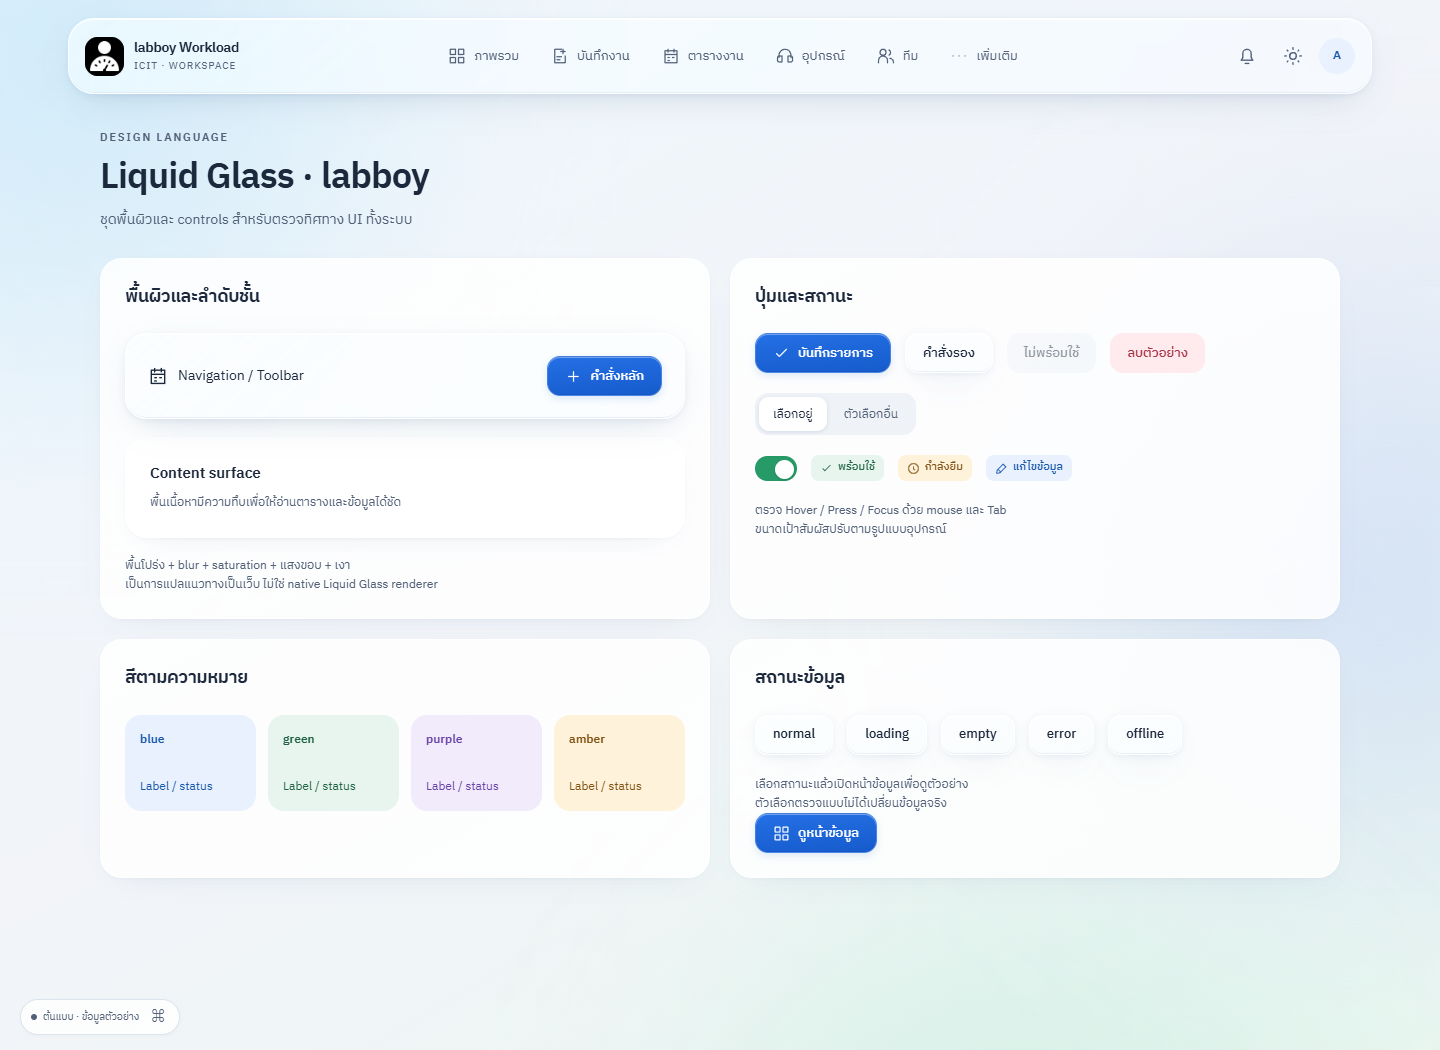 labboy Workload
ICIT · WORKSPACE
ภาพรวม
บันทึกงาน
ตารางงาน
อุปกรณ์
ทีม
เพิ่มเติม
A
DESIGN LANGUAGE
Liquid Glass · labboy
ชุดพื้นผิวและ controls สำหรับตรวจทิศทาง UI ทั้งระบบ
พื้นผิวและลำดับชั้น
Navigation / Toolbar
คำสั่งหลัก
Content surface
พื้นเนื้อหามีความทึบเพื่อให้อ่านตารางและข้อมูลได้ชัด
พื้นโปร่ง + blur + saturation + แสงขอบ + เงา
เป็นการแปลแนวทางเป็นเว็บ ไม่ใช่ native Liquid Glass renderer
ปุ่มและสถานะ
บันทึกรายการ
คำสั่งรอง
ไม่พร้อมใช้
ลบตัวอย่าง
เลือกอยู่
ตัวเลือกอื่น
พร้อมใช้
กำลังยืม
แก้ไขข้อมูล
ตรวจ Hover / Press / Focus ด้วย mouse และ Tab
ขนาดเป้าสัมผัสปรับตามรูปแบบอุปกรณ์
สีตามความหมาย
blue
Label / status
green
Label / status
purple
Label / status
amber
Label / status
สถานะข้อมูล
normal
loading
empty
error
offline
เลือกสถานะแล้วเปิดหน้าข้อมูลเพื่อดูตัวอย่าง
ตัวเลือกตรวจแบบไม่ได้เปลี่ยนข้อมูลจริง
ดูหน้าข้อมูล
ต้นแบบ · ข้อมูลตัวอย่าง ⌘